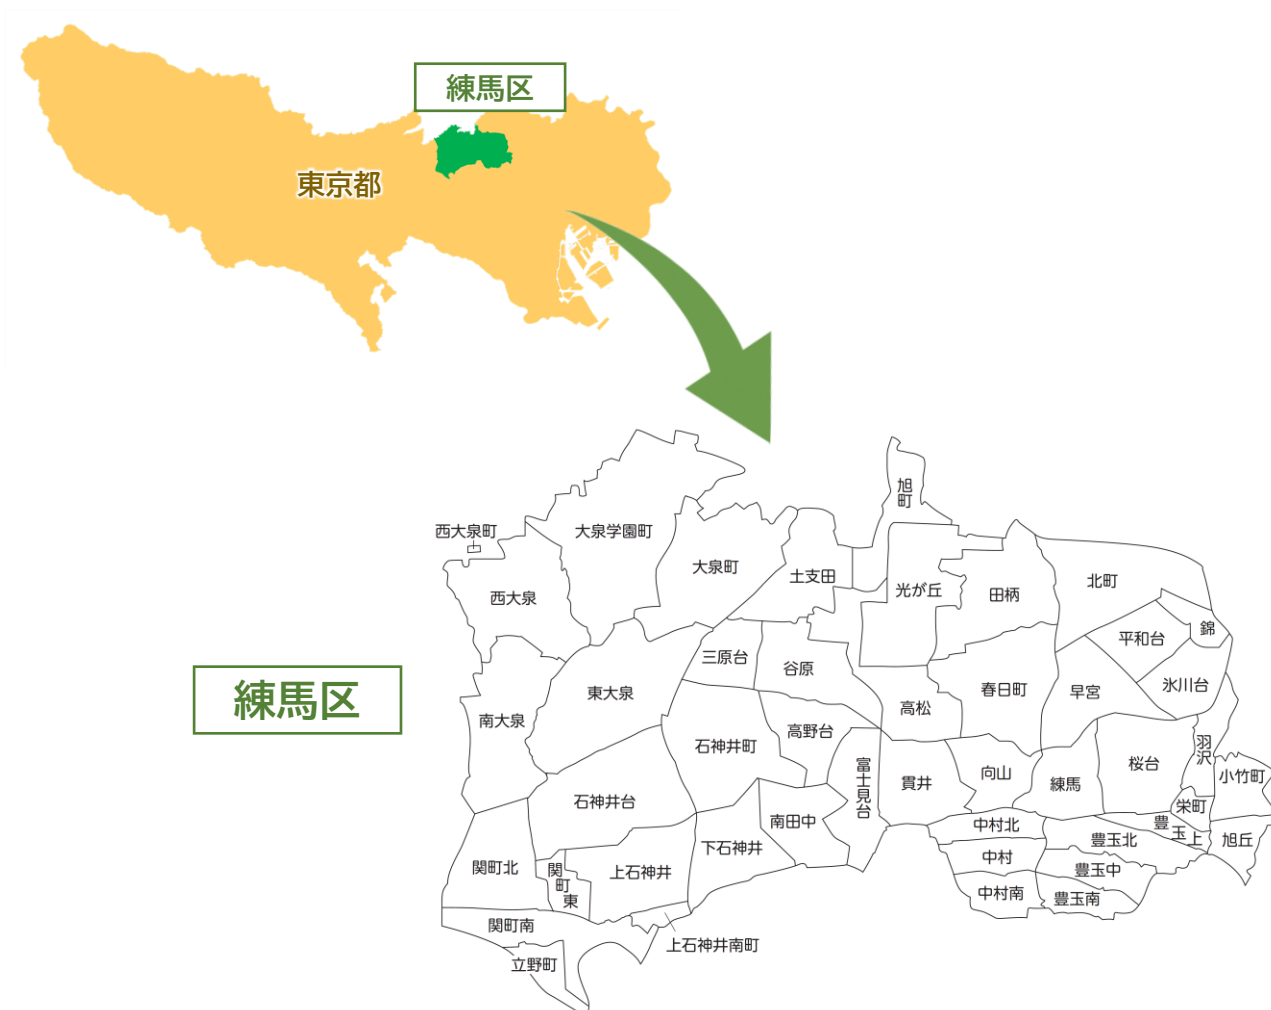 練馬区
東京都
旭町
西大泉町
大泉学園町
大泉町
土支田
光が丘
田柄
北町
西大泉
平和台
錦
三原台
谷原
東大泉
春日町
早宮
氷川台
南大泉
高松
石神井町
高野台
富士見台
貫井
向山
練馬
桜台
羽沢
小竹町
練馬区
石神井台
南田中
栄町
中村北
豊玉北
豊玉上
旭丘
下石神井
中村
豊玉中
関町北
関町東
上石神井
中村南
豊玉南
関町南
上石神井南町
立野町